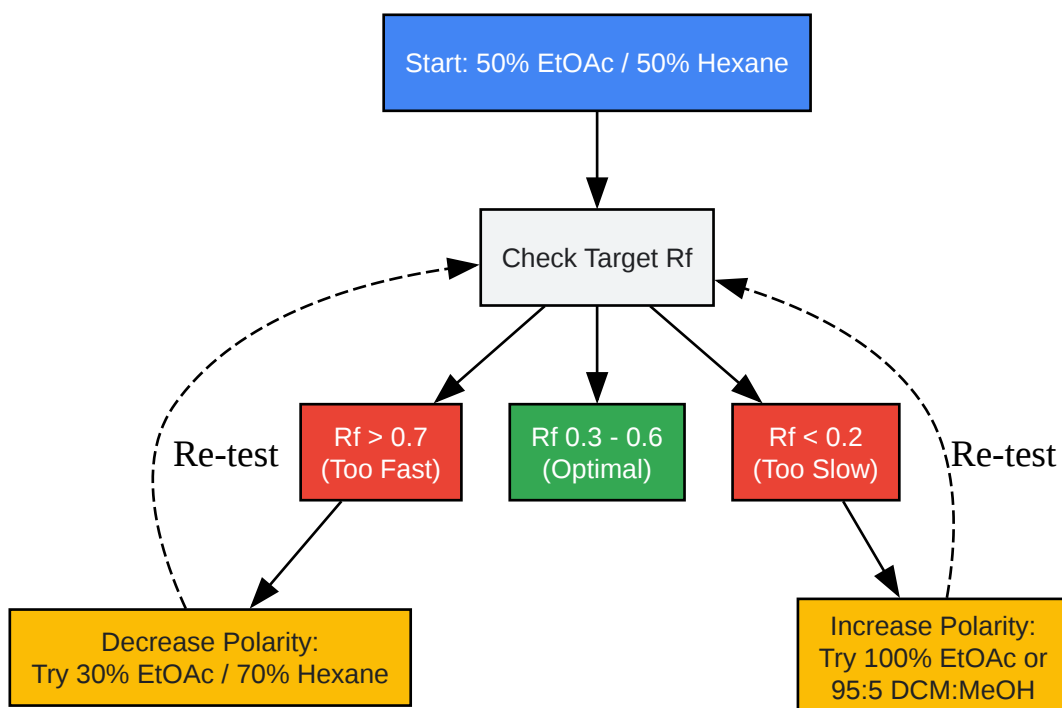 Start: 50% EtOAc / 50% Hexane
Check Target Rf
Rf > 0.7
(Too Fast)
Rf 0.3 - 0.6
(Optimal)
Rf < 0.2
(Too Slow)
Re-test
Re-test
Decrease Polarity:
Try 30% EtOAc / 70% Hexane
Increase Polarity:
Try 100% EtOAc or
95:5 DCM:MeOH